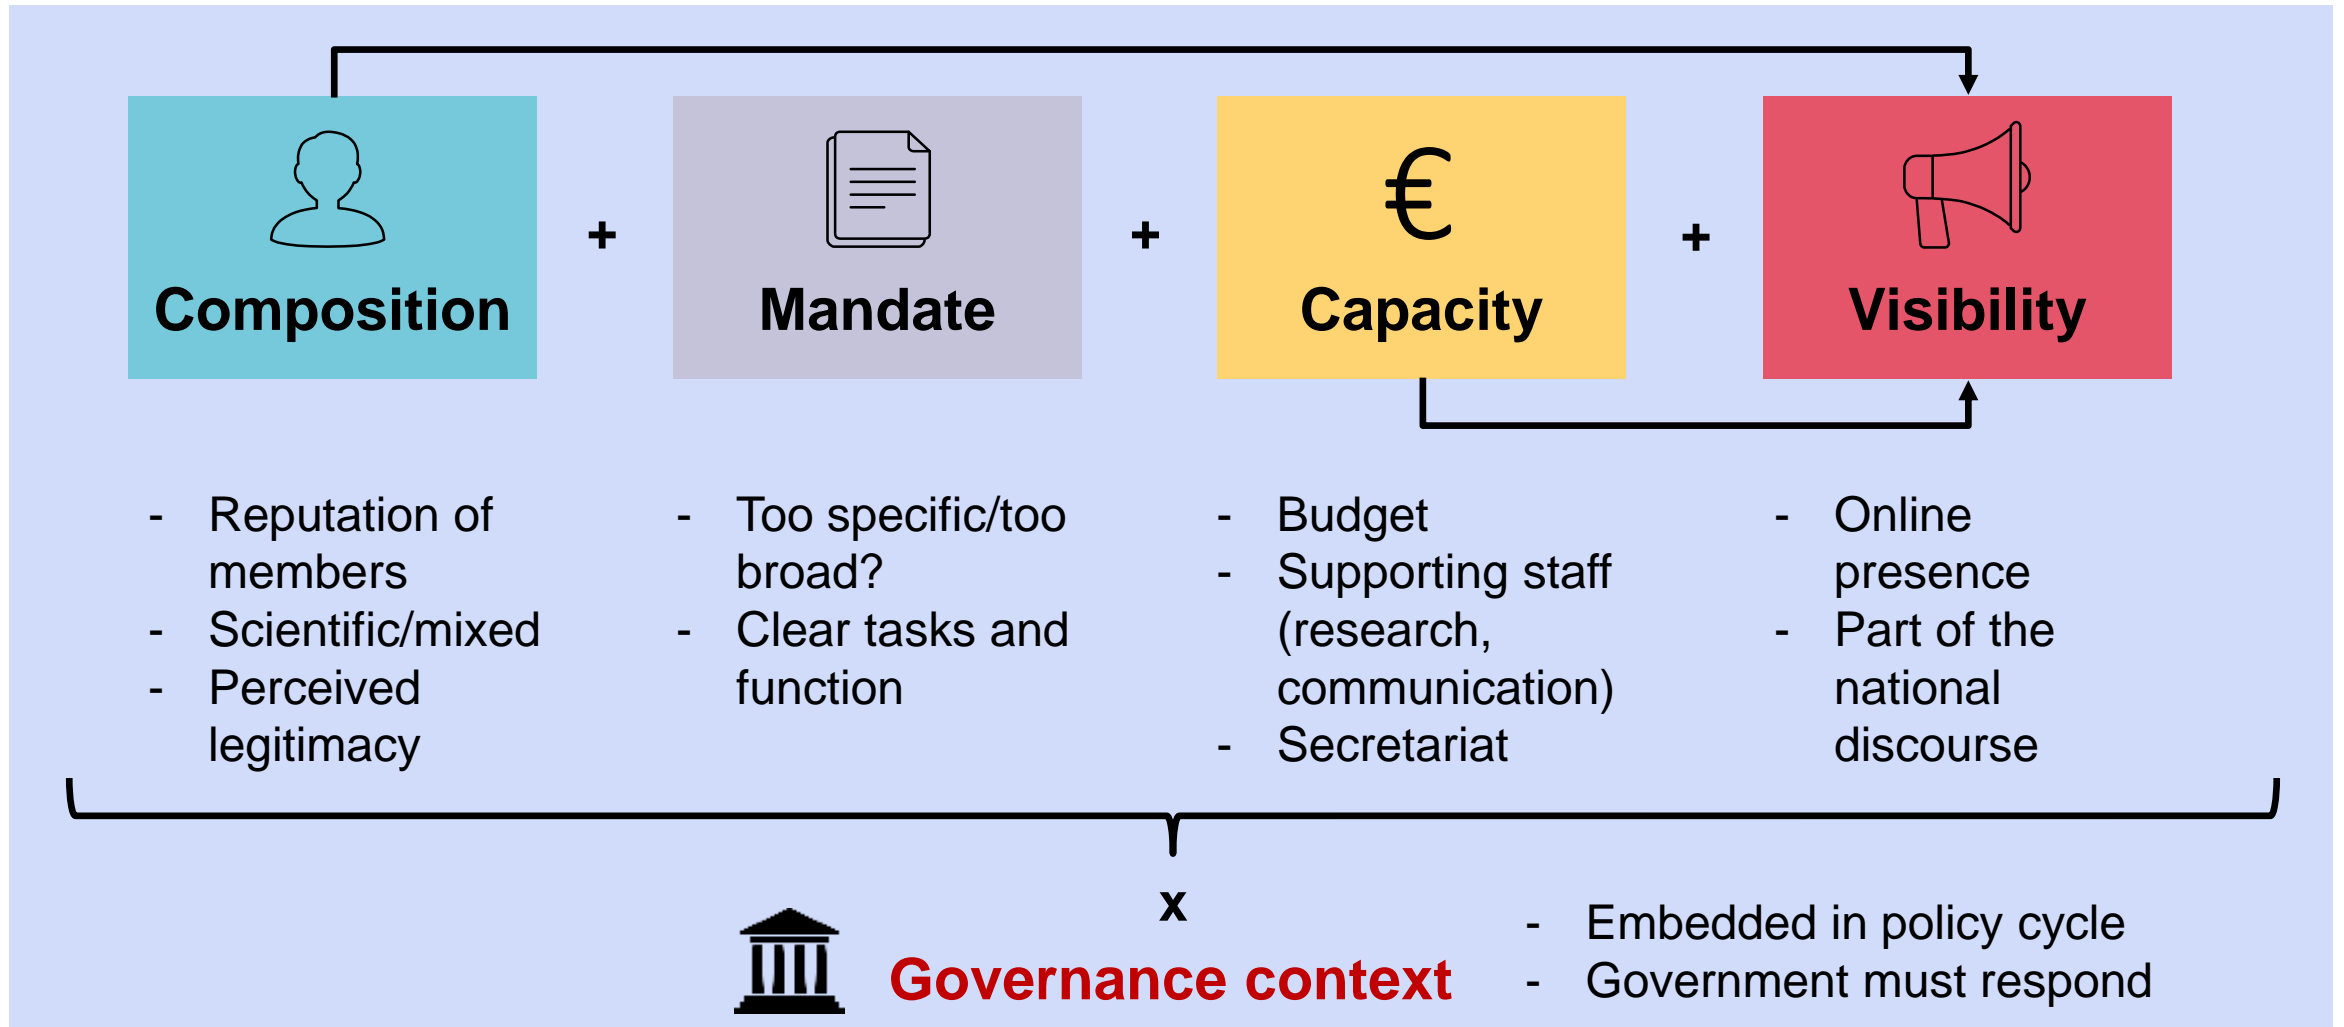 +
+
€
+
Composition
Mandate
Capacity
Visibility
- Reputation of
members
- Scientific/mixed
- Perceived
legitimacy
- Too specific/too
broad?
- Clear tasks and
function
- Budget
- Supporting staff
(research,
communication)
- Secretariat
- Online
presence
- Part of the
national
discourse
x
Governance context
- Embedded in policy cycle
- Government must respond